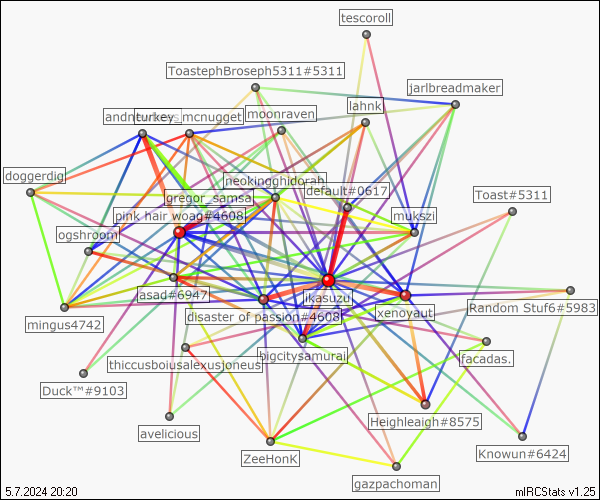 tescoroll
ToastephBroseph5311#5311
jarlbreadmaker
lahnk
moonraven
turkey_mcnugget
doggerdig
neokingghidorah
default#0617
gregor_samsa
Toast#5311
pink hair woag#4608
mukszi
ogshroom
asad#6947
ikasuzu
disaster of passion#4608
xenoyaut
Random Stuf6#5983
mingus4742
bigcitysamurai
facadas.
thiccusboiusalexusjoneus
Duck™#9103
Heighleaigh#8575
avelicious
Knowun#6424
ZeeHonK
gazpachoman
5.7.2024 20:20
mIRCStats v1.25